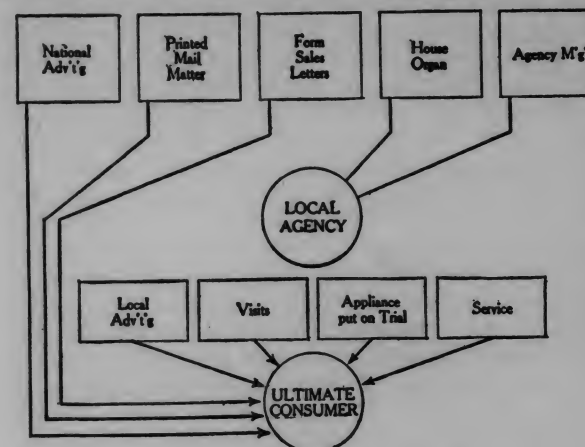 National
Adv't'g
Printed
Mail
Matter
Form
Sales
Letters
House
Organ
Agency M'g'
LOCAL
AGENCY
Local
Adv't'g
Visits
Appliance
put on Trial
Service
ULTIMATE
CONSUMER